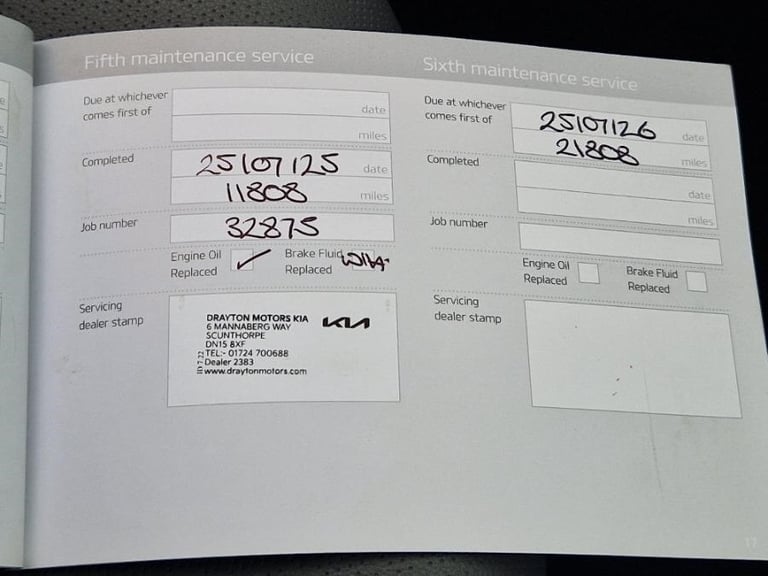 Fifth maintenance service
Due at whichever
comes first of
date
miles
Completed
25/07/25 date
11808 miles
Job number
32875
Engine Oil
Replaced
Brake Fluid
Replaced
Servicing
dealer stamp
DRAYTON MOTORS KIA
6 MANNABERG WAY
SCUNTHORPE
DN15 8XF
TEL:- 01724 700688
Dealer 2383
www.draytonmotors.com
KIA
Sixth maintenance service
Due at whichever
comes first of
25/07/26 date
21808 miles
Completed
date
miles
Job number
Engine Oil
Replaced
Brake Fluid
Replaced
Servicing
dealer stamp
17